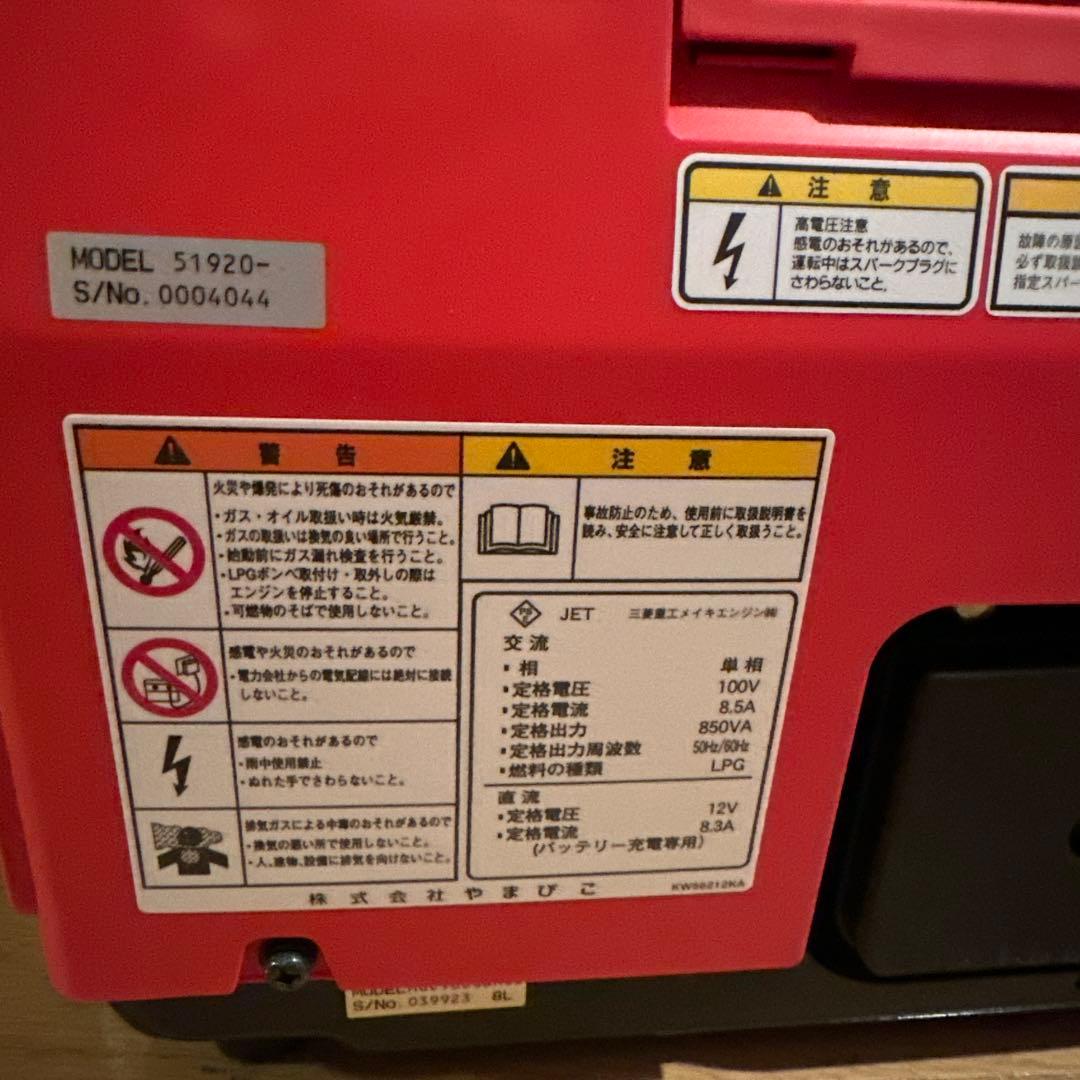 MODEL 51920-
S/No. 0004044
注意
高電圧注意
感電のおそれがあるので、
運転中はスパークプラグに
さわらないこと。
故障の原
必ず取扱
指定スパー
警告
火災や爆発により死傷のおそれがあるので
・ガス・オイル取扱い時は火気厳禁。
・ガスの取扱いは換気の良い場所で行うこと。
・始動前にガス漏れ検査を行うこと。
・LPGボンベ取付け・取外しの際は
エンジンを停止すること。
・可燃物のそばで使用しないこと。
感電や火災のおそれがあるので
・電力会社からの電気配線には絶対に接続
しないこと。
感電のおそれがあるので
・雨中使用禁止
・ぬれた手でさわらないこと。
排気ガスによる中毒のおそれがあるので
・換気の悪い所で使用しないこと。
・人、建物、設備に排気を向けないこと。
注意
事故防止のため、使用前に取扱説明書を
読み、安全に注意して正しく取扱うこと。
PS E JET 三菱重工メイキエンジン㈱
交流
・相 単相
・定格電圧 100V
・定格電流 8.5A
・定格出力 850VA
・定格出力周波数 50Hz/60Hz
・燃料の種類 LPG
直流
・定格電圧 12V
・定格電流 8.3A
(バッテリー充電専用)
株式会社やまびこ KW56212KA
MODEL
S/No. 039923 8L